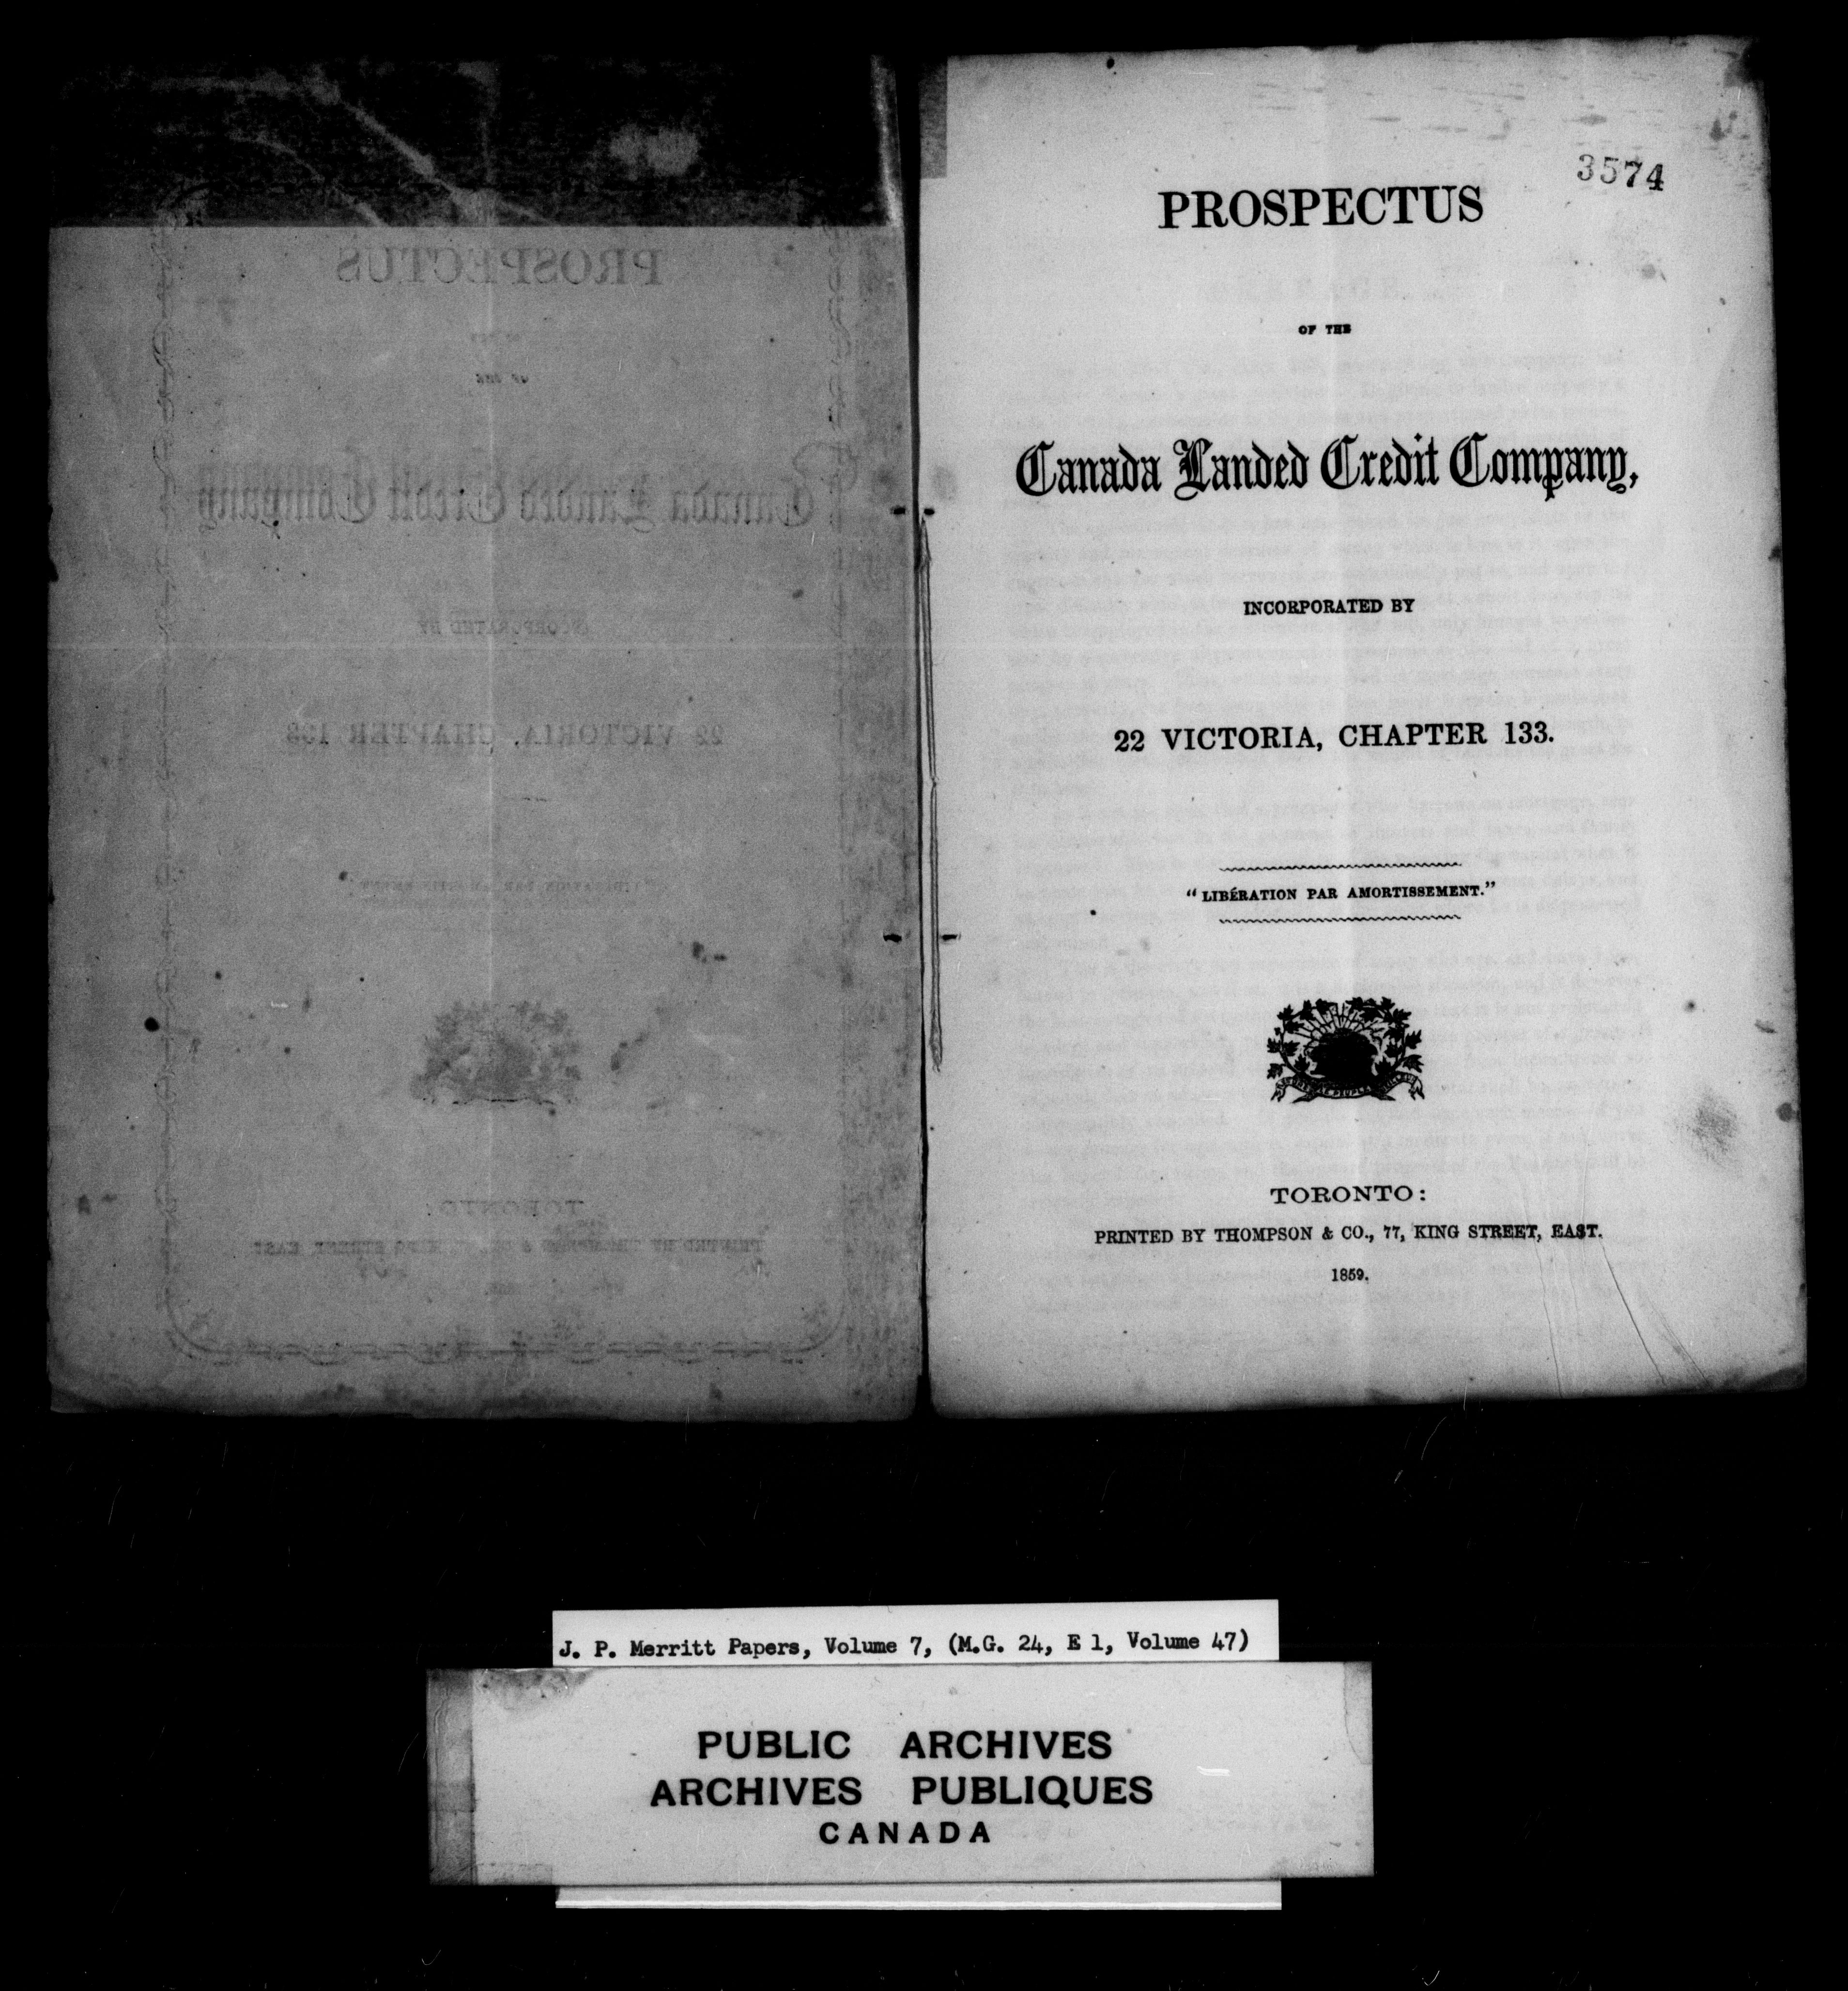 3574
PROSPECTUS
OF THE
Canada Landed Credit Company,
INCORPORATED BY
22 VICTORIA, CHAPTER 133.
"LIBÉRATION PAR AMORTISSEMENT."
TORONTO:
PRINTED BY THOMPSON & CO., 77, KING STREET, EAST.
1859.
J. P. Merritt Papers, Volume 7, (M.G. 24, E 1, Volume 47)
PUBLIC ARCHIVES
ARCHIVES PUBLIQUES
CANADA